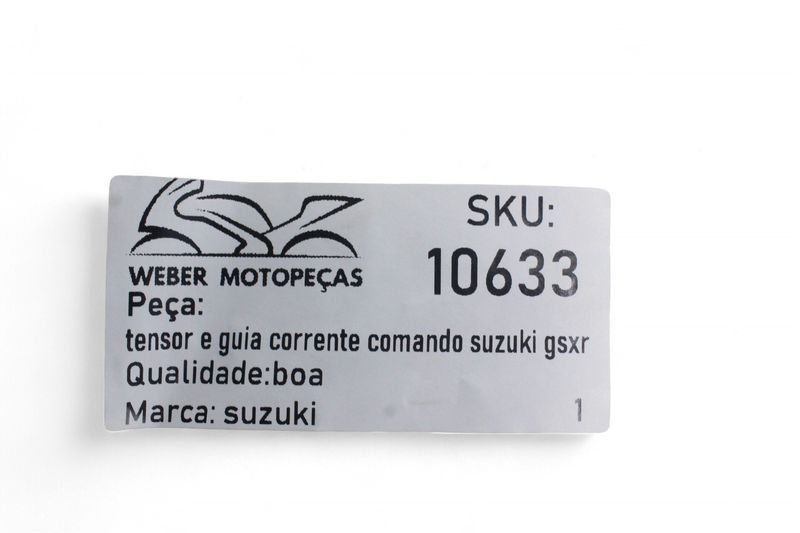 WEBER MOTOPEÇAS
SKU:
10633
Peça:
tensor e guia corrente comando suzuki gsxr
Qualidade:boa
Marca: suzuki
1